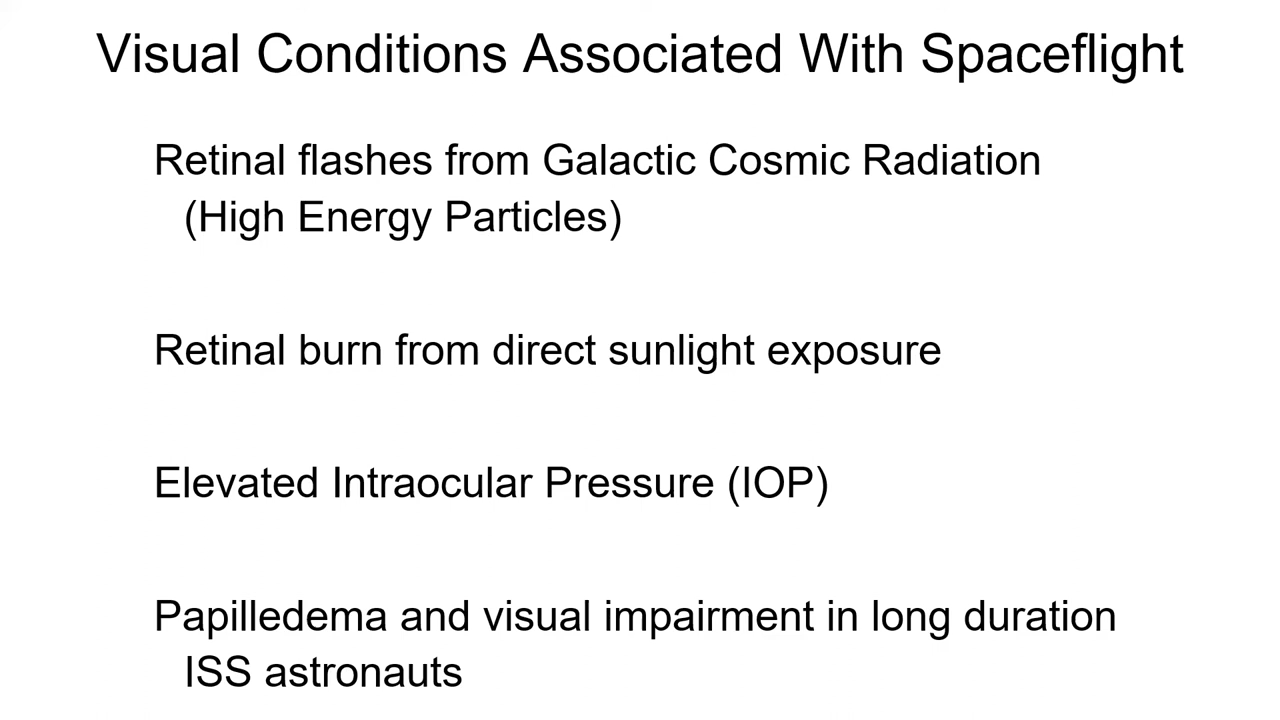 Visual Conditions Associated With Spaceflight
Retinal flashes from Galactic Cosmic Radiation
(High Energy Particles)
Retinal burn from direct sunlight exposure
Elevated Intraocular Pressure (IOP)
Papilledema and visual impairment in long duration
ISS astronauts